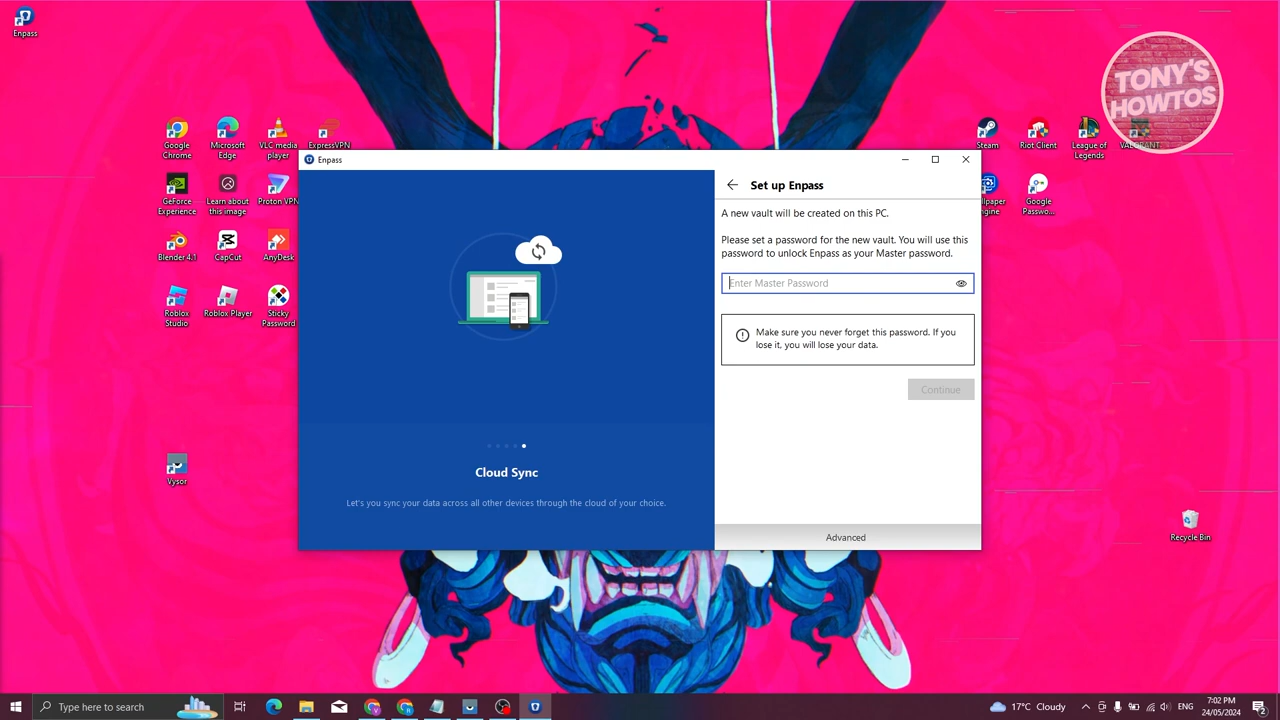 Enpass
TONY'S
HOWTOS
Google
Chrome
Microsoft
Edge
VLC media
player
ExpressVPN
Steam
Riot Client
League of
Legends
VALORANT
GeForce
Experience
Learn about
this image
Proton VPN
Google
Passwo...
Blender 4.1
CapCut
AnyDesk
Roblox
Studio
Roblox Player
Sticky
Password
Vysor
Recycle Bin
Enpass
Set up Enpass
A new vault will be created on this PC.
Please set a password for the new vault. You will use this
password to unlock Enpass as your Master password.
Enter Master Password
Make sure you never forget this password. If you
lose it, you will lose your data.
Continue
Cloud Sync
Let's you sync your data across all other devices through the cloud of your choice.
Advanced
Type here to search
17°C Cloudy
ENG
7:02 PM
24/05/2024
2